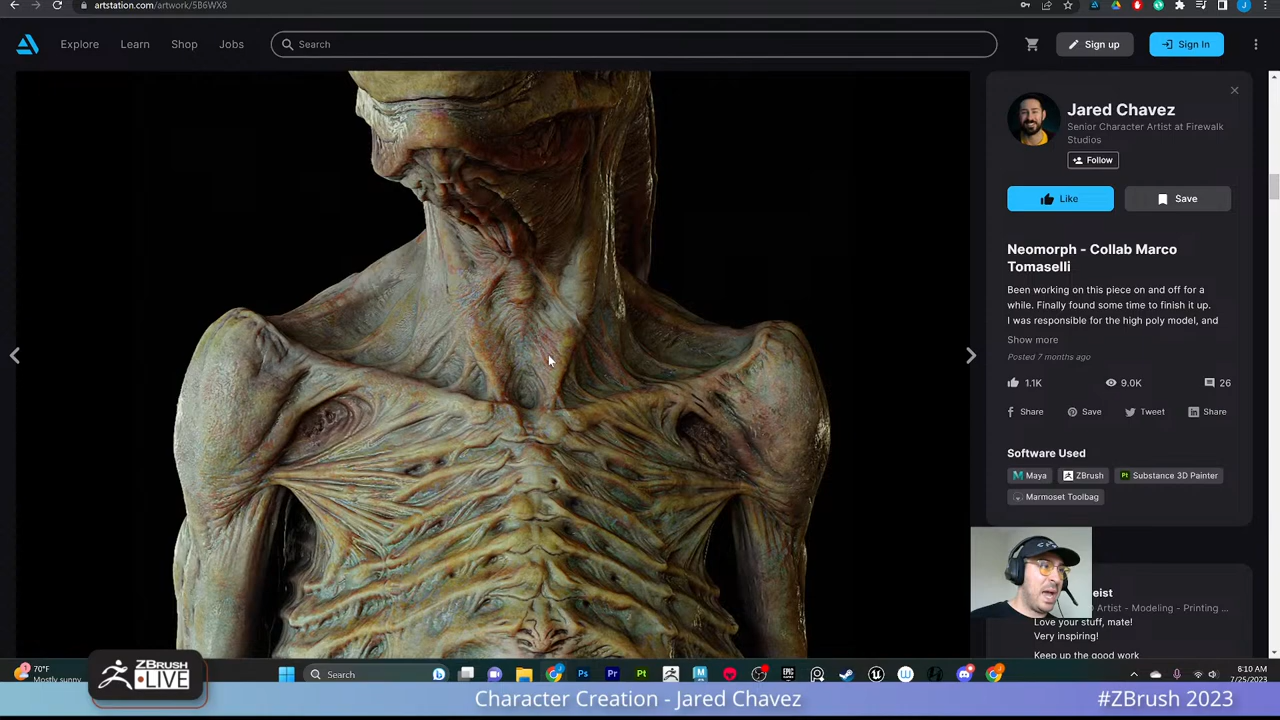 artstation.com/artwork/5B6WX8
Explore
Learn
Shop
Jobs
Search
Sign up
Sign In
Jared Chavez
Senior Character Artist at Firewalk
Studios
Follow
Like
Save
Neomorph - Collab Marco
Tomaselli
Been working on this piece on and off for a
while. Finally found some time to finish it up.
I was responsible for the high poly model, and
Show more
Posted 7 months ago
1.1K
9.0K
26
Share
Save
Tweet
Share
Software Used
Maya
ZBrush
Substance 3D Painter
Marmoset Toolbag
Artist - Modeling - Printing ...
Love your stuff, mate!
Very inspiring!
Keep up the good work
70°F
Mostly sunny
Search
8:10 AM
7/25/2023
ZBRUSH
LIVE
Character Creation - Jared Chavez
#ZBrush 2023